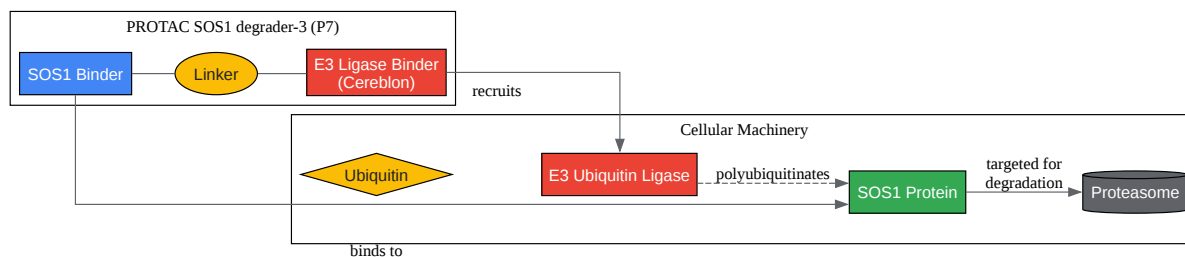 PROTAC SOS1 degrader-3 (P7)
SOS1 Binder
Linker
E3 Ligase Binder
(Cereblon)
recruits
Cellular Machinery
Ubiquitin
E3 Ubiquitin Ligase
polyubiquitinates
SOS1 Protein
targeted for
degradation
Proteasome
binds to